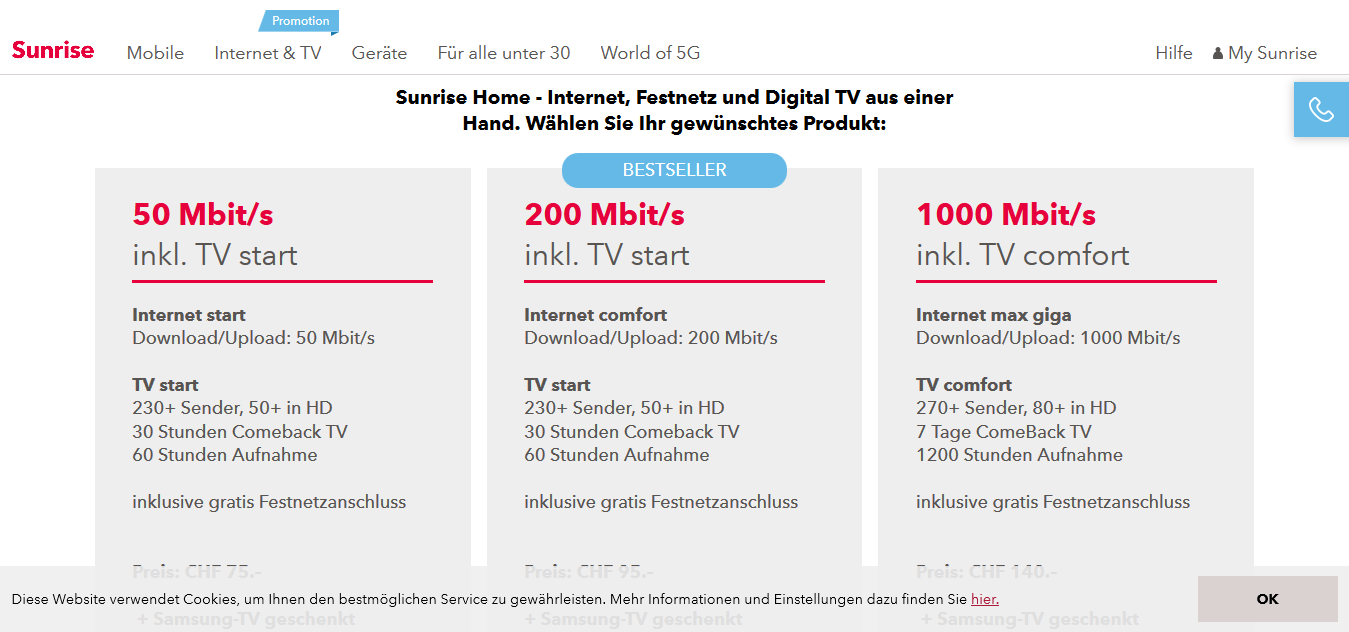 Promotion
Sunrise Mobile Internet & TV Geräte Für alle unter 30 World of 5G Hilfe My Sunrise
Sunrise Home - Internet, Festnetz und Digital TV aus einer
Hand. Wählen Sie Ihr gewünschtes Produkt:
50 Mbit/s
inkl. TV start
Internet start
Download/Upload: 50 Mbit/s
TV start
230+ Sender, 50+ in HD
30 Stunden Comeback TV
60 Stunden Aufnahme
inklusive gratis Festnetzanschluss
Preis: CHF 75.-
+ Samsung-TV geschenkt
BESTSELLER
200 Mbit/s
inkl. TV start
Internet comfort
Download/Upload: 200 Mbit/s
TV start
230+ Sender, 50+ in HD
30 Stunden Comeback TV
60 Stunden Aufnahme
inklusive gratis Festnetzanschluss
Preis: CHF 95.-
+ Samsung-TV geschenkt
1000 Mbit/s
inkl. TV comfort
Internet max giga
Download/Upload: 1000 Mbit/s
TV comfort
270+ Sender, 80+ in HD
7 Tage ComeBack TV
1200 Stunden Aufnahme
inklusive gratis Festnetzanschluss
Preis: CHF 140.-
+ Samsung-TV geschenkt
Diese Website verwendet Cookies, um Ihnen den bestmöglichen Service zu gewährleisten. Mehr Informationen und Einstellungen dazu finden Sie hier.
OK